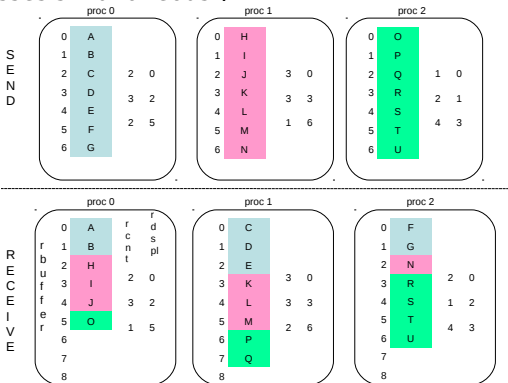 proc 0 proc 1 proc 2
SEND
0 A
1 B
2 C 2 0
3 D 3 2
4 E 2 5
5 F
6 G
0 H
1 I
2 J 3 0
3 K 3 3
4 L 1 6
5 M
6 N
0 O
1 P
2 Q 1 0
3 R 2 1
4 S 4 3
5 T
6 U
proc 0 proc 1 proc 2
RECEIVE
rbuffer
rcnt
rdspl
0 A
1 B
2 H 2 0
3 I 3 2
4 J 1 5
5 O
6
7
8
0 C
1 D
2 E 3 0
3 K 3 3
4 L 2 6
5 M
6 P
7 Q
8
0 F
1 G
2 N 2 0
3 R 1 2
4 S 4 3
5 T
6 U
7
8